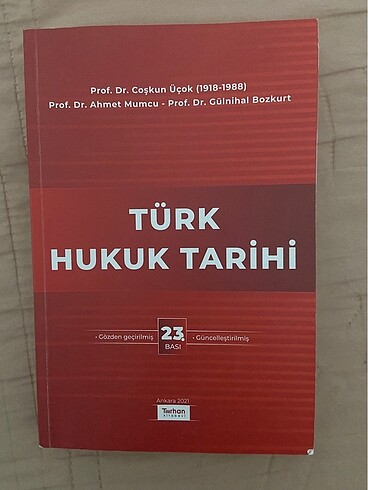 Prof. Dr. Coşkun Üçok (1918-1988)
Prof. Dr. Ahmet Mumcu - Prof. Dr. Gülnihal Bozkurt
TÜRK
HUKUK TARİHİ
• Gözden geçirilmiş 23. BASI • Güncelleştirilmiş
Ankara 2021
Turhan
Kitabevi